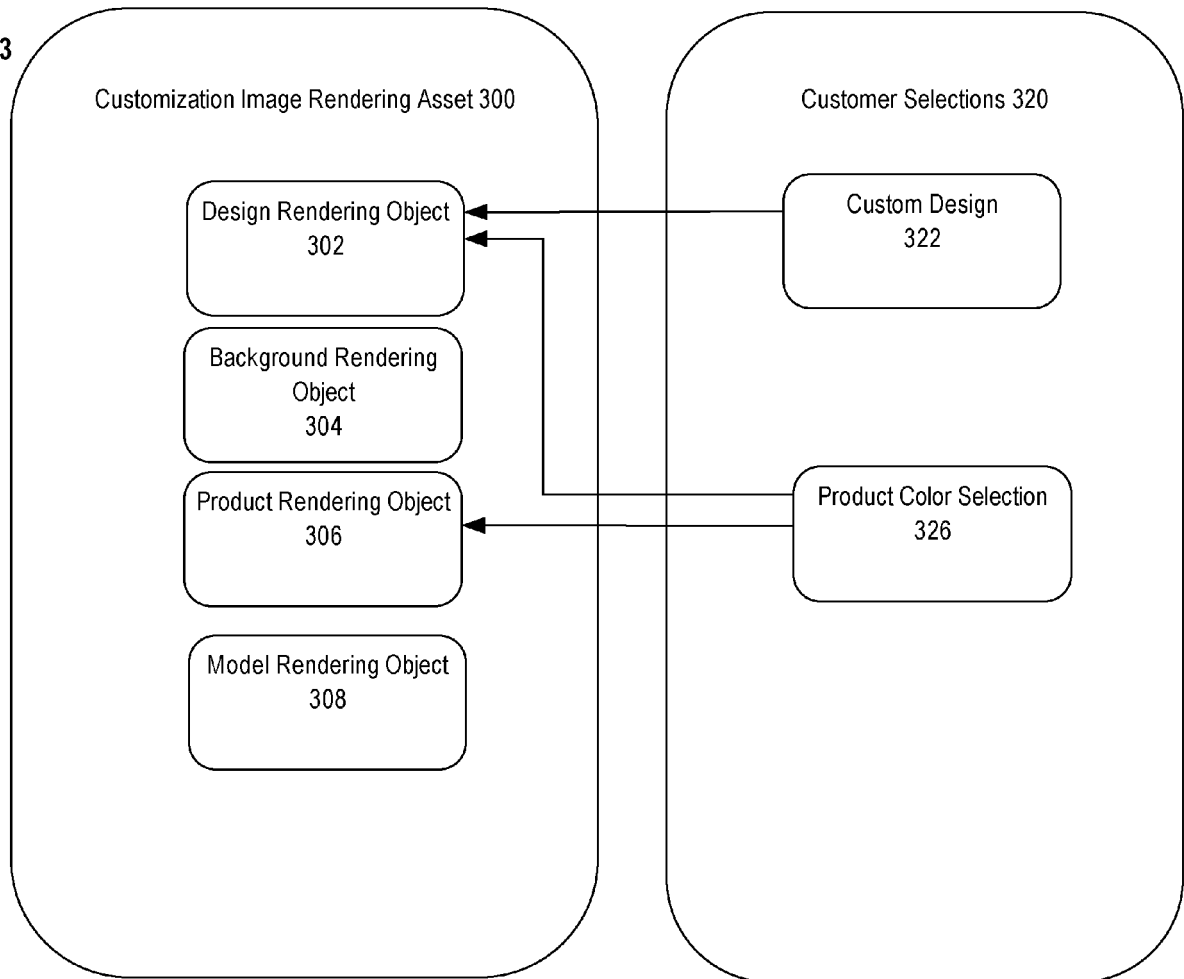 3
Customization Image Rendering Asset 300
Design Rendering Object
302
Background Rendering
Object
304
Product Rendering Object
306
Model Rendering Object
308
Customer Selections 320
Custom Design
322
Product Color Selection
326